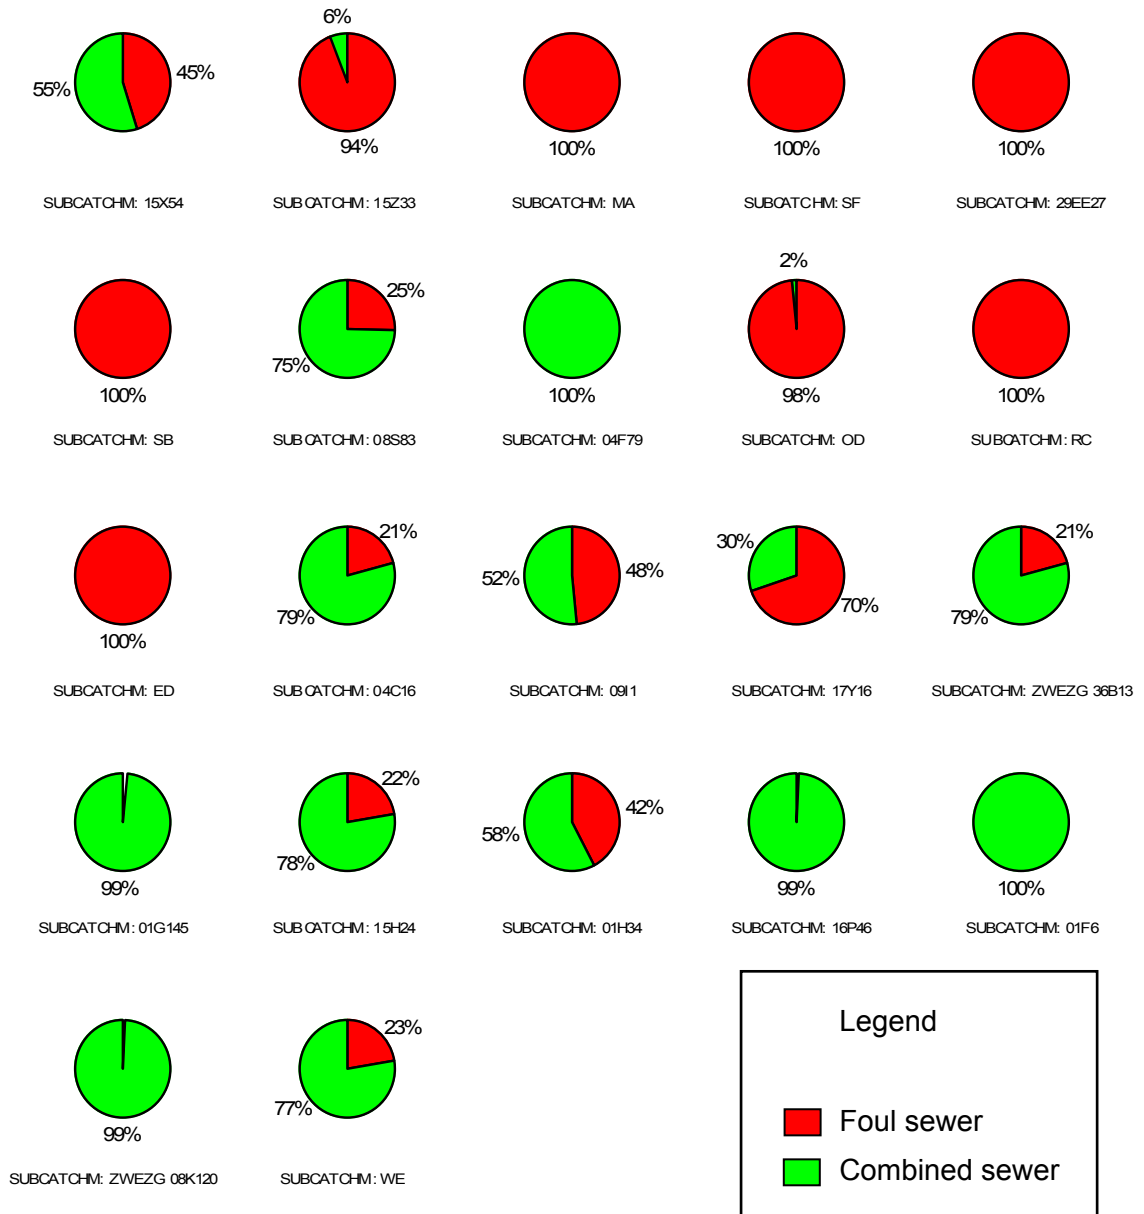 6%
55% 45%
94% 100% 100% 100%
SUBCATCHM: 15X54 SUBCATCHM: 15Z33 SUBCATCHM: MA SUBCATCHM: SF SUBCATCHM: 29EE27
2%
25%
75%
100% 100% 98% 100%
SUBCATCHM: SB SUBCATCHM: 08S83 SUBCATCHM: 04F79 SUBCATCHM: OD SUBCATCHM: RC
21% 30% 21%
52% 48%
79% 70% 79%
100%
SUBCATCHM: ED SUBCATCHM: 04C16 SUBCATCHM: 09I1 SUBCATCHM: 17Y16 SUBCATCHM: ZWEZG 36B13
22% 42%
58%
78%
99% 99% 100%
SUBCATCHM: 01G145 SUBCATCHM: 15H24 SUBCATCHM: 01H34 SUBCATCHM: 16P46 SUBCATCHM: 01F6
23%
77%
99%
SUBCATCHM: ZWEZG 08K120 SUBCATCHM: WE
Legend
Foul sewer
Combined sewer